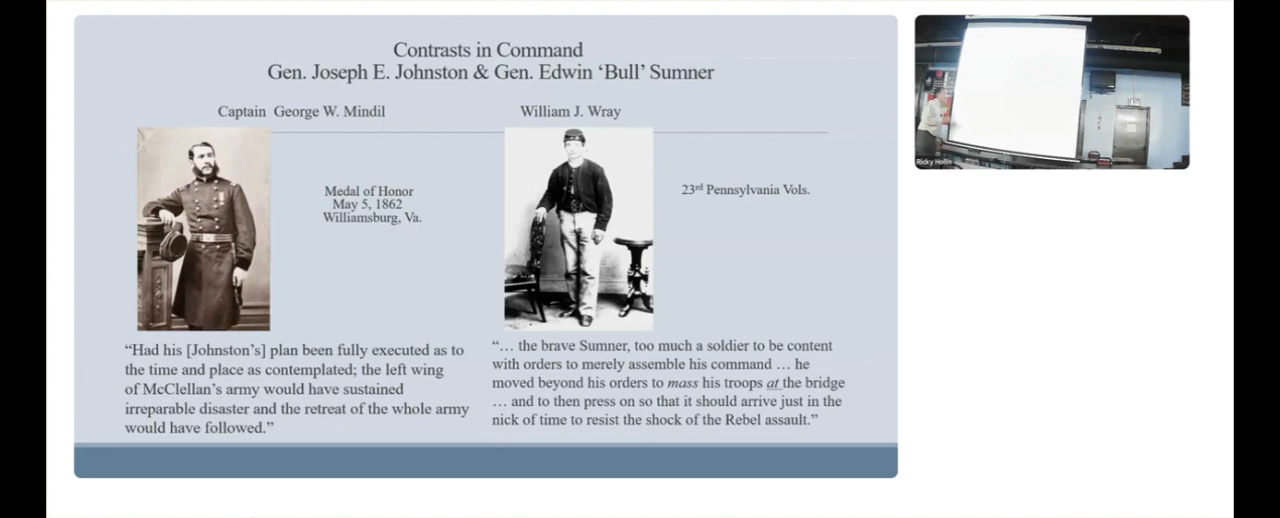 Contrasts in Command
Gen. Joseph E. Johnston & Gen. Edwin ‘Bull’ Sumner
Captain George W. Mindil
William J. Wray
Medal of Honor
May 5, 1862
Williamsburg, Va.
23rd Pennsylvania Vols.
“Had his [Johnston’s] plan been fully executed as to
the time and place as contemplated; the left wing
of McClellan’s army would have sustained
irreparable disaster and the retreat of the whole army
would have followed.”
“… the brave Sumner, too much a soldier to be content
with orders to merely assemble his command … he
moved beyond his orders to mass his troops at the bridge
… and to then press on so that it should arrive just in the
nick of time to resist the shock of the Rebel assault.”
Ricky Hollis